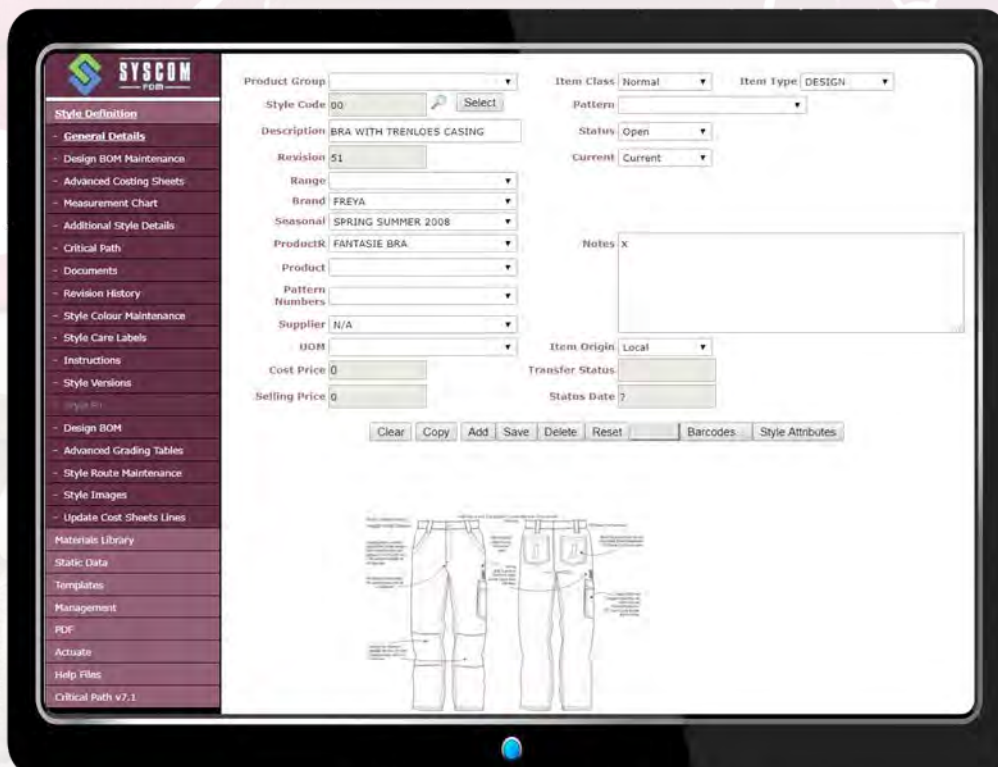 SYSCOM
PDM
Style Definition
- General Details
- Design BOM Maintenance
- Advanced Costing Sheets
- Measurement Chart
- Additional Style Details
- Critical Path
- Documents
- Revision History
- Style Colour Maintenance
- Style Care Labels
- Instructions
- Style Versions
- Design BOM
- Advanced Grading Tables
- Style Route Maintenance
- Style Images
- Update Cost Sheets Lines
Materials Library
Static Data
Templates
Management
PDF
Actuate
Help Files
Critical Path v7.1
Product Group Item Class Normal Item Type DESIGN
Style Code 00 Select Pattern
Description BRA WITH TRENLOES CASING Status Open
Revision 51 Current Current
Range
Brand FREYA
Seasonal SPRING SUMMER 2008
ProductR FANTASIE BRA Notes x
Product
Pattern
Numbers
Supplier N/A
UOM Item Origin Local
Cost Price 0 Transfer Status
Selling Price 0 Status Date ?
Clear Copy Add Save Delete Reset Barcodes Style Attributes